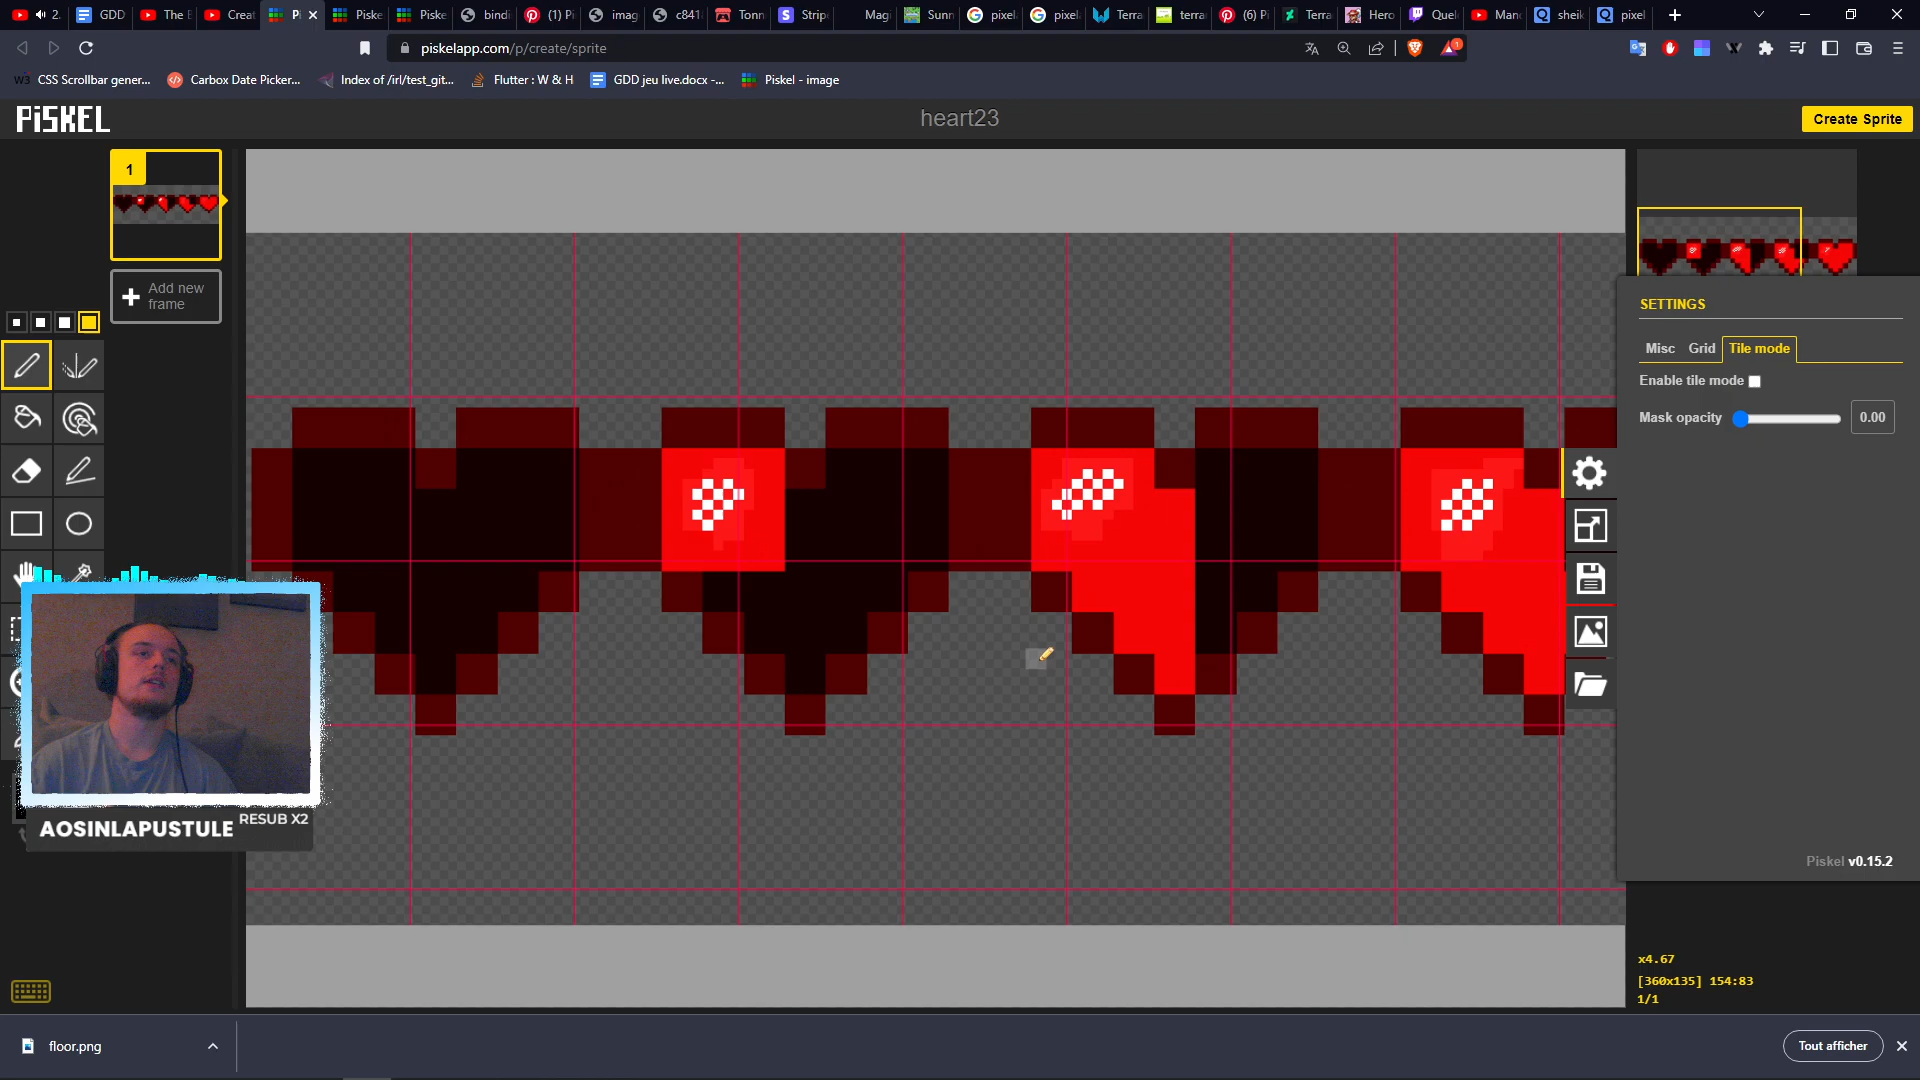 2.
GDD
The E
Creat
Pi
Piske
Piske
bindi
(1) Pi
imag
c841
Tonn
Strip
Magi
Sunn
pixel
pixel
Terra
terra
(6) Pi
Terra
Hero
Quel
Man
sheik
pixel
piskelapp.com/p/create/sprite
1
CSS Scrollbar gener...
Carbox Date Picker...
Index of /irl/test_git...
Flutter : W & H
GDD jeu live.docx -...
Piskel - image
PiSKEL
heart23
Create Sprite
1
Add new
frame
SETTINGS
Misc Grid Tile mode
Enable tile mode
Mask opacity 0.00
Piskel v0.15.2
AOSINLAPUSTULE RESUB X2
x4.67
[360x135] 154:83
1/1
floor.png
Tout afficher